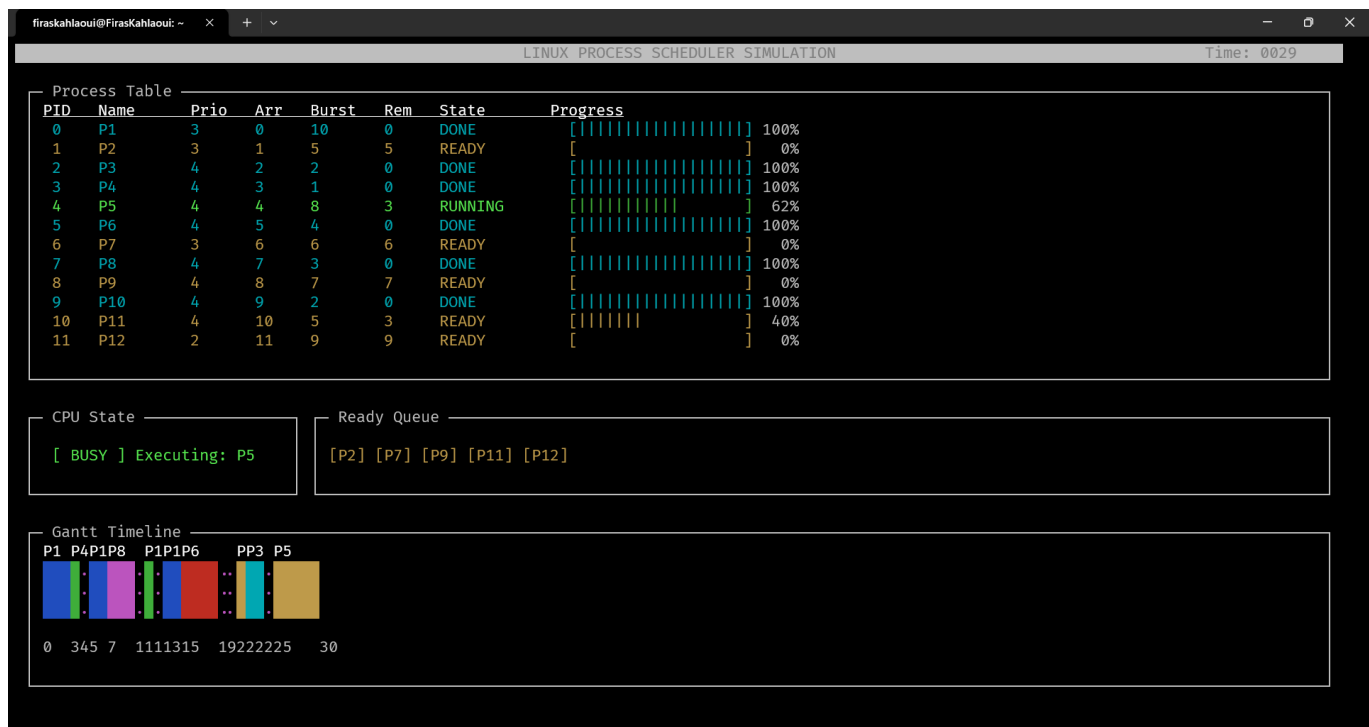 firaskahlaoui@FirasKahlaoui: ~
LINUX PROCESS SCHEDULER SIMULATION Time: 0029
Process Table
PID Name Prio Arr Burst Rem State Progress
0 P1 3 0 10 0 DONE [|||||||||||||||||||] 100%
1 P2 3 1 5 5 READY [ ] 0%
2 P3 4 2 2 0 DONE [|||||||||||||||||||] 100%
3 P4 4 3 1 0 DONE [|||||||||||||||||||] 100%
4 P5 4 4 8 3 RUNNING [|||||||||||| ] 62%
5 P6 4 5 4 0 DONE [|||||||||||||||||||] 100%
6 P7 3 6 6 6 READY [ ] 0%
7 P8 4 7 3 0 DONE [|||||||||||||||||||] 100%
8 P9 4 8 7 7 READY [ ] 0%
9 P10 4 9 2 0 DONE [|||||||||||||||||||] 100%
10 P11 4 10 5 3 READY [||||||| ] 40%
11 P12 2 11 9 9 READY [ ] 0%
CPU State
[ BUSY ] Executing: P5
Ready Queue
[P2] [P7] [P9] [P11] [P12]
Gantt Timeline
P1 P4P1P8 P1P1P6 PP3 P5
0 345 7 1111315 19222225 30